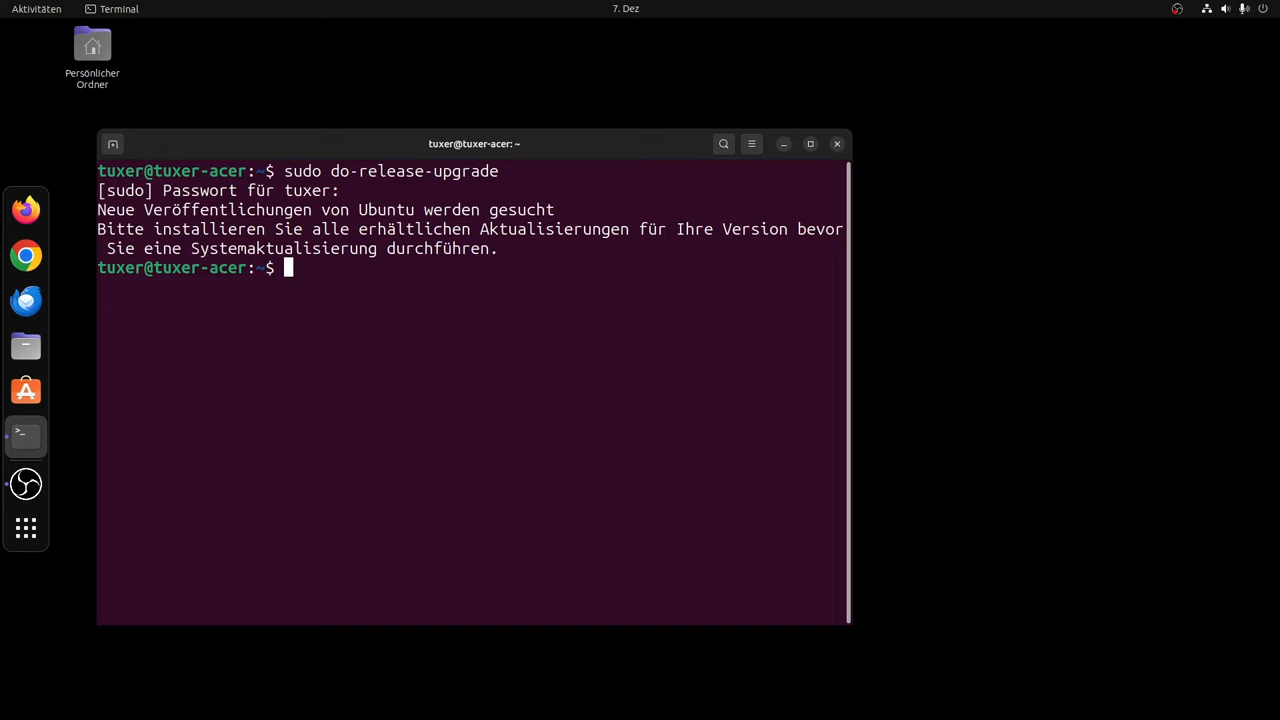 Aktivitäten
Terminal
7. Dez
Persönlicher
Ordner
tuxer@tuxer-acer: ~
tuxer@tuxer-acer:~$ sudo do-release-upgrade
[sudo] Passwort für tuxer:
Neue Veröffentlichungen von Ubuntu werden gesucht
Bitte installieren Sie alle erhältlichen Aktualisierungen für Ihre Version bevor
Sie eine Systemaktualisierung durchführen.
tuxer@tuxer-acer:~$